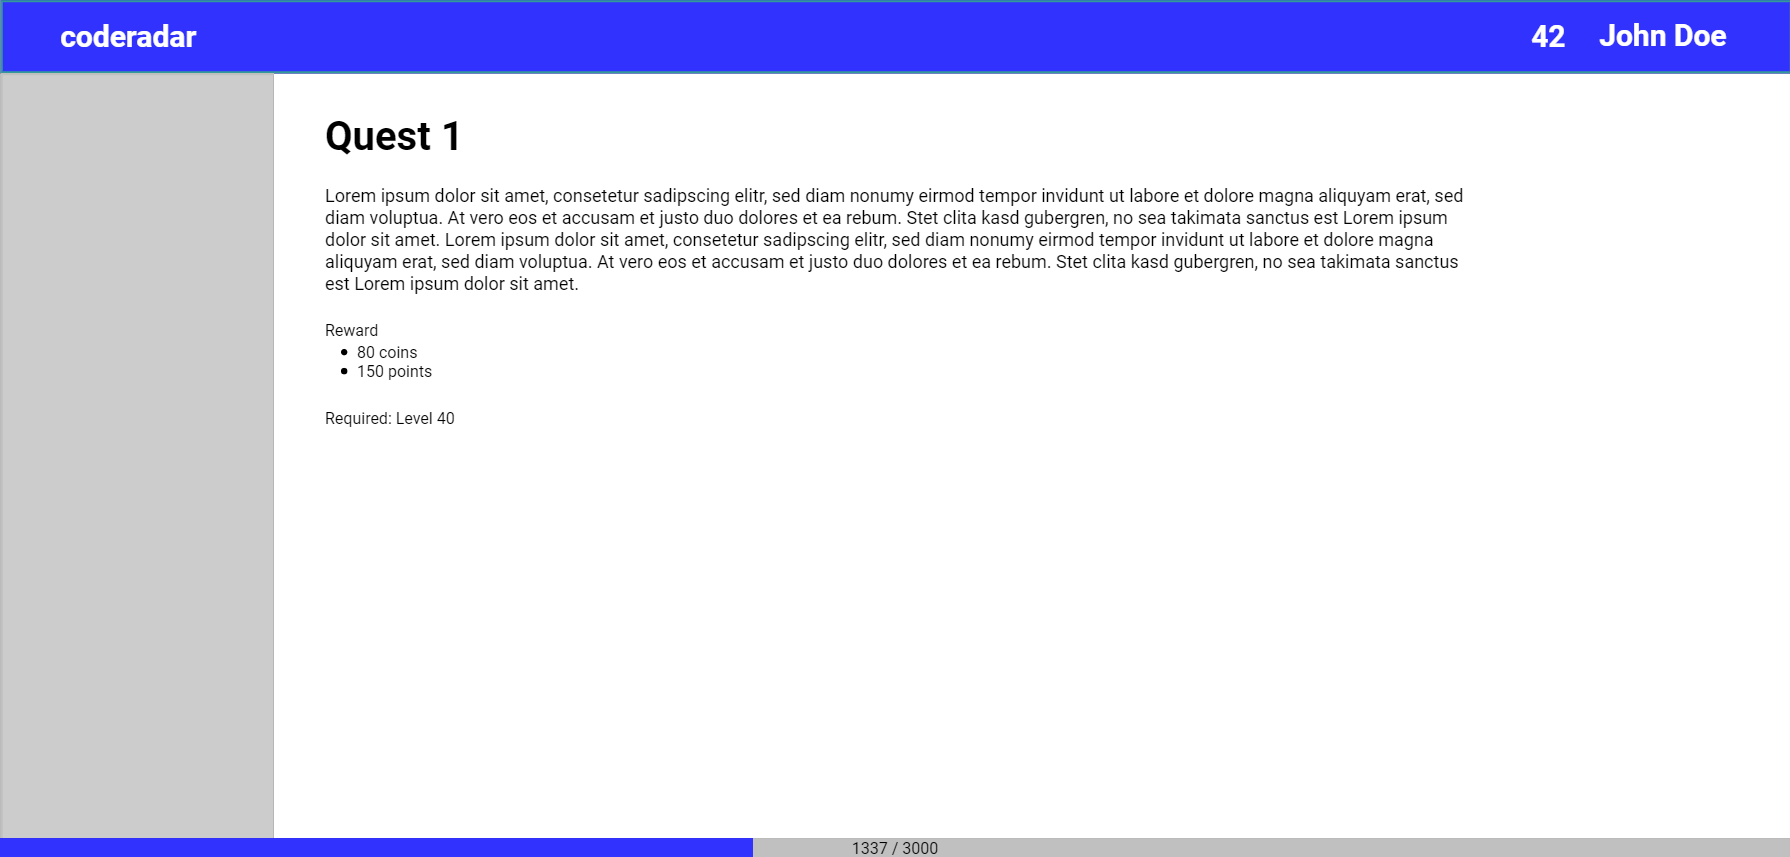 coderadar
42 John Doe
Quest 1
Lorem ipsum dolor sit amet, consetetur sadipscing elitr, sed diam nonumy eirmod tempor invidunt ut labore et dolore magna aliquyam erat, sed
diam voluptua. At vero eos et accusam et justo duo dolores et ea rebum. Stet clita kasd gubergren, no sea takimata sanctus est Lorem ipsum
dolor sit amet. Lorem ipsum dolor sit amet, consetetur sadipscing elitr, sed diam nonumy eirmod tempor invidunt ut labore et dolore magna
aliquyam erat, sed diam voluptua. At vero eos et accusam et justo duo dolores et ea rebum. Stet clita kasd gubergren, no sea takimata sanctus
est Lorem ipsum dolor sit amet.
Reward
• 80 coins
• 150 points
Required: Level 40
1337 / 3000